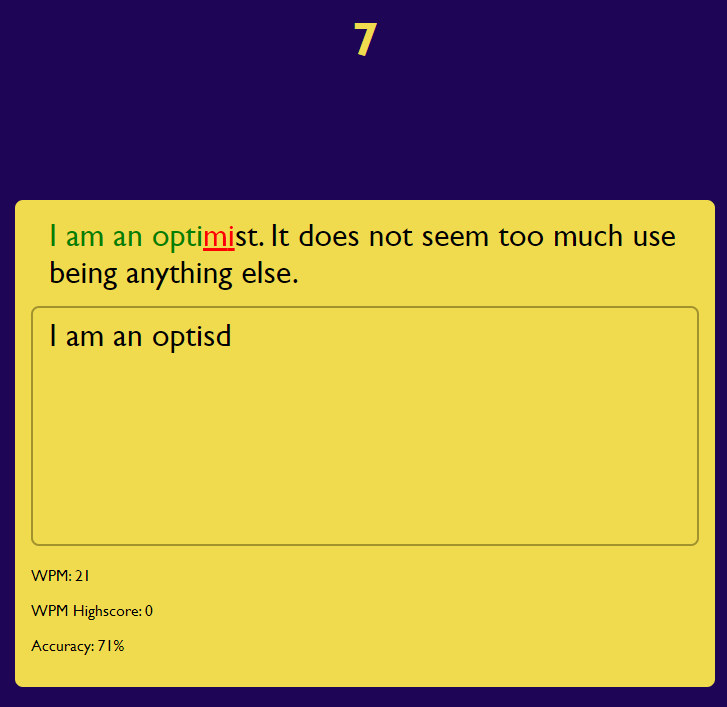 7
I am an optimist. It does not seem too much use
being anything else.
I am an optisd
WPM: 21
WPM Highscore: 0
Accuracy: 71%